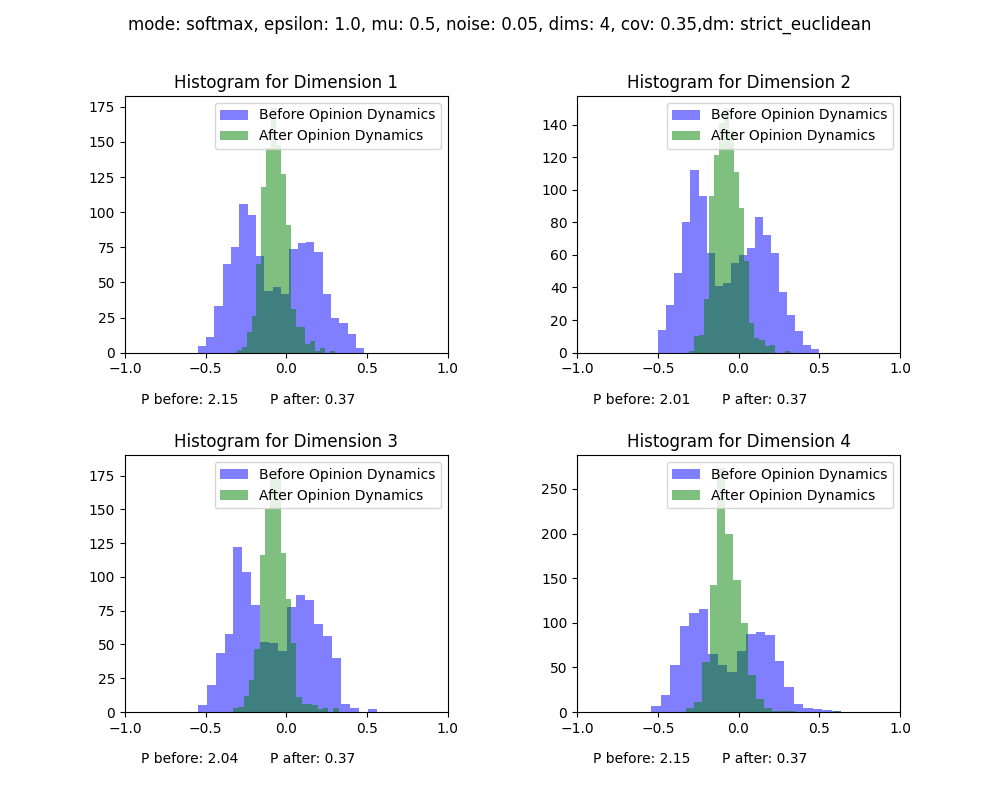 mode: softmax, epsilon: 1.0, mu: 0.5, noise: 0.05, dims: 4, cov: 0.35,dm: strict_euclidean
Histogram for Dimension 1
Before Opinion Dynamics
After Opinion Dynamics
175
150
125
100
75
50
25
0
−1.0 −0.5 0.0 0.5 1.0
P before: 2.15 P after: 0.37
Histogram for Dimension 2
Before Opinion Dynamics
After Opinion Dynamics
140
120
100
80
60
40
20
0
−1.0 −0.5 0.0 0.5 1.0
P before: 2.01 P after: 0.37
Histogram for Dimension 3
Before Opinion Dynamics
After Opinion Dynamics
175
150
125
100
75
50
25
0
−1.0 −0.5 0.0 0.5 1.0
P before: 2.04 P after: 0.37
Histogram for Dimension 4
Before Opinion Dynamics
After Opinion Dynamics
250
200
150
100
50
0
−1.0 −0.5 0.0 0.5 1.0
P before: 2.15 P after: 0.37